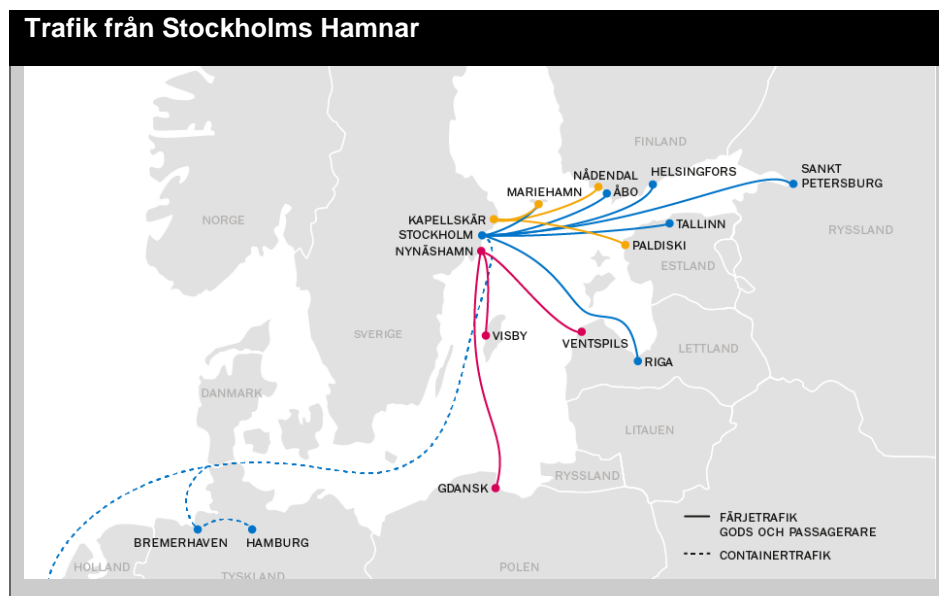 Trafik från Stockholms Hamnar
FINLAND
NÅDENDAL
HELSINGFORS
SANKT
PETERSBURG
MARIEHAMN
ÅBO
NORGE
KAPELLSKÄR
STOCKHOLM
NYNÄSHAMN
TALLINN
RYSSLAND
PALDISKI
ESTLAND
SVERIGE
VISBY
VENTSPILS
LETTLAND
RIGA
DANMARK
LITAUEN
RYSSLAND
GDANSK
FÄRJETRAFIK
GODS OCH PASSAGERARE
BREMERHAVEN
HAMBURG
CONTAINERTRAFIK
HOLLAND
TYSKLAND
POLEN